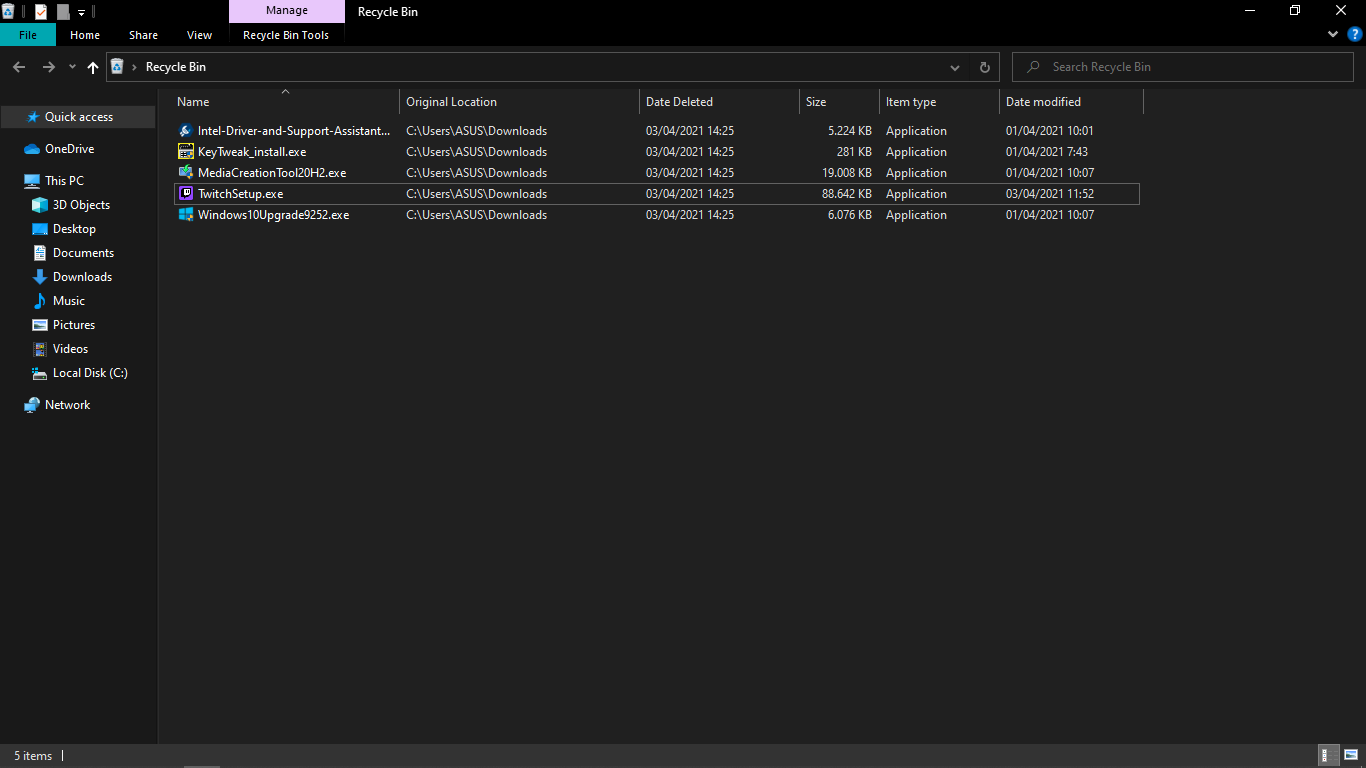 Manage
Recycle Bin
File Home Share View Recycle Bin Tools
Recycle Bin
Search Recycle Bin
Name Original Location Date Deleted Size Item type Date modified
Intel-Driver-and-Support-Assistant... C:\Users\ASUS\Downloads 03/04/2021 14:25 5.224 KB Application 01/04/2021 10:01
KeyTweak_install.exe C:\Users\ASUS\Downloads 03/04/2021 14:25 281 KB Application 01/04/2021 7:43
MediaCreationTool20H2.exe C:\Users\ASUS\Downloads 03/04/2021 14:25 19.008 KB Application 01/04/2021 10:07
TwitchSetup.exe C:\Users\ASUS\Downloads 03/04/2021 14:25 88.642 KB Application 03/04/2021 11:52
Windows10Upgrade9252.exe C:\Users\ASUS\Downloads 03/04/2021 14:25 6.076 KB Application 01/04/2021 10:07
Quick access
OneDrive
This PC
3D Objects
Desktop
Documents
Downloads
Music
Pictures
Videos
Local Disk (C:)
Network
5 items